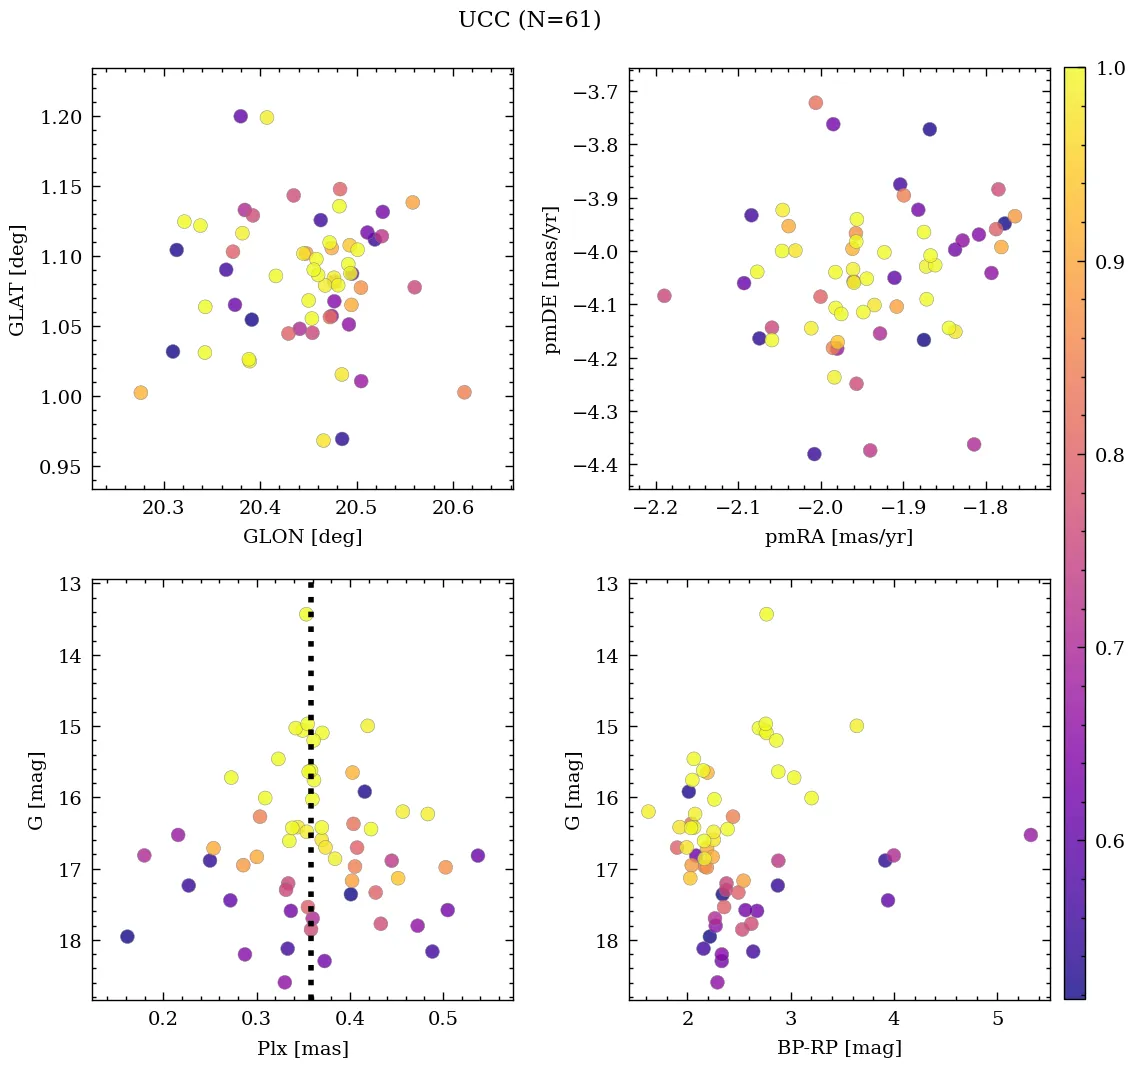 UCC (N=61)
1.20
1.15
1.10
1.05
1.00
0.95
GLAT [deg]
20.3 20.4 20.5 20.6
GLON [deg]
−3.7
−3.8
−3.9
−4.0
−4.1
−4.2
−4.3
−4.4
pmDE [mas/yr]
−2.2 −2.1 −2.0 −1.9 −1.8
pmRA [mas/yr]
1.0
0.9
0.8
0.7
0.6
13
14
15
16
17
18
G [mag]
0.2 0.3 0.4 0.5
Plx [mas]
13
14
15
16
17
18
G [mag]
2 3 4 5
BP-RP [mag]